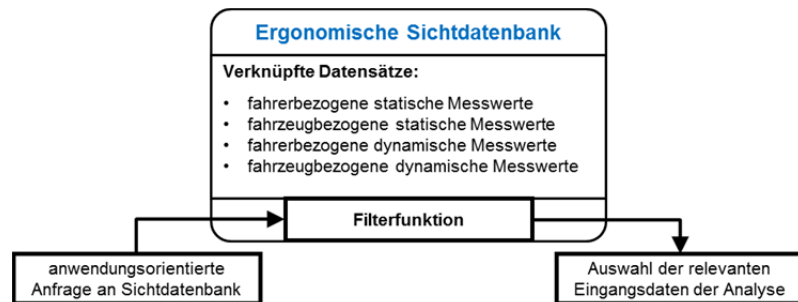 Ergonomische Sichtdatenbank
Verknüpfte Datensätze:
• fahrerbezogene statische Messwerte
• fahrzeugbezogene statische Messwerte
• fahrerbezogene dynamische Messwerte
• fahrzeugbezogene dynamische Messwerte
Filterfunktion
anwendungsorientierte
Anfrage an Sichtdatenbank
Auswahl der relevanten
Eingangsdaten der Analyse